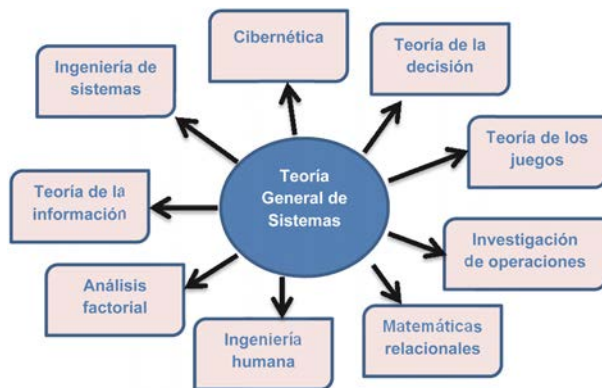 Cibernética
Teoría de la
decisión
Ingeniería de
sistemas
Teoría de los
juegos
Teoría
General de
Sistemas
Teoría de la
información
Investigación
de operaciones
Análisis
factorial
Ingeniería
humana
Matemáticas
relacionales